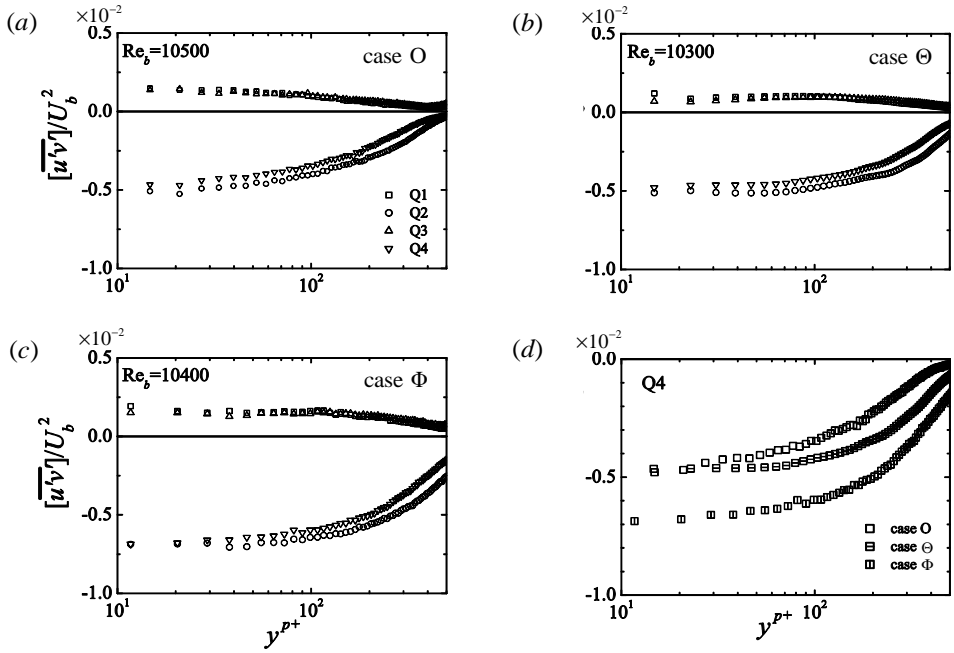 (a)
×10⁻²
0.5
Re_b=10500
case O
0.0
[u'v']/U_b²
-0.5
Q1
Q2
Q3
Q4
-1.0
10¹
10²
(b)
×10⁻²
0.5
Re_b=10300
case Θ
0.0
-0.5
-1.0
10¹
10²
(c)
×10⁻²
0.5
Re_b=10400
case Φ
0.0
[u'v']/U_b²
-0.5
-1.0
10¹
10²
y^{p+}
(d)
×10⁻²
0.0
Q4
-0.5
case O
case Θ
case Φ
-1.0
10¹
10²
y^{p+}